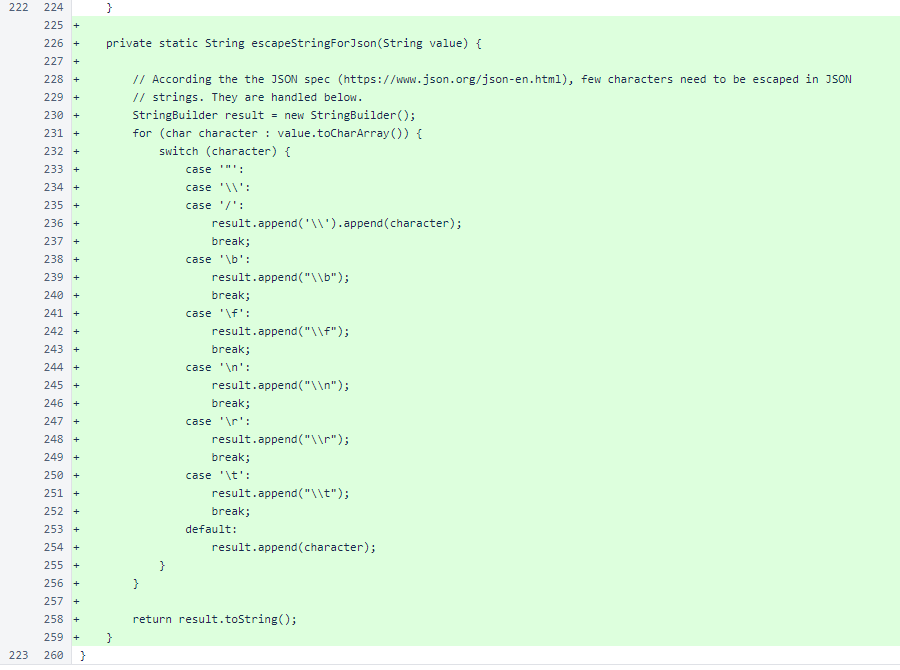 222 224     }
225 +
226 +     private static String escapeStringForJson(String value) {
227 +
228 +         // According the the JSON spec (https://www.json.org/json-en.html), few characters need to be escaped in JSON
229 +         // strings. They are handled below.
230 +         StringBuilder result = new StringBuilder();
231 +         for (char character : value.toCharArray()) {
232 +             switch (character) {
233 +                 case '"':
234 +                 case '\\':
235 +                 case '/':
236 +                     result.append('\\').append(character);
237 +                     break;
238 +                 case '\b':
239 +                     result.append("\\b");
240 +                     break;
241 +                 case '\f':
242 +                     result.append("\\f");
243 +                     break;
244 +                 case '\n':
245 +                     result.append("\\n");
246 +                     break;
247 +                 case '\r':
248 +                     result.append("\\r");
249 +                     break;
250 +                 case '\t':
251 +                     result.append("\\t");
252 +                     break;
253 +                 default:
254 +                     result.append(character);
255 +             }
256 +         }
257 +
258 +         return result.toString();
259 +     }
223 260 }